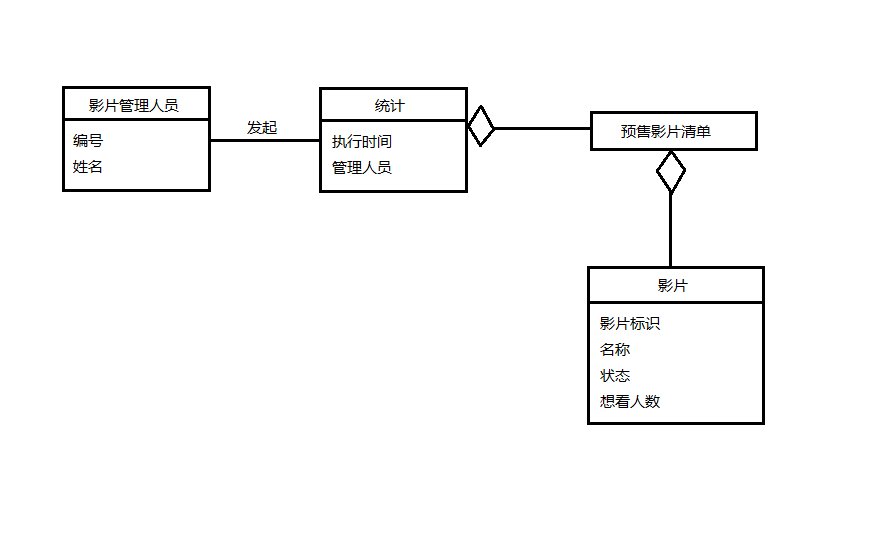 影片管理人员
编号
姓名
发起
统计
执行时间
管理人员
预售影片清单
影片
影片标识
名称
状态
想看人数